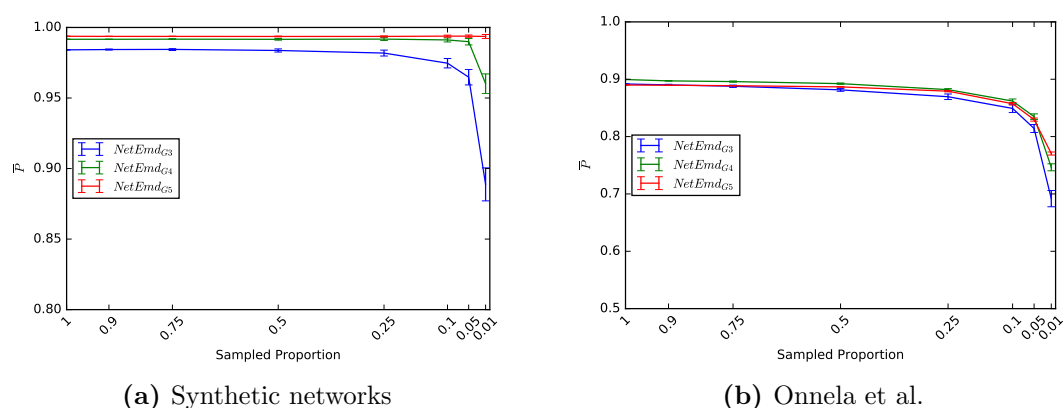 1.00
0.95
0.90
0.85
0.80
P̅
NetEmd_G3
NetEmd_G4
NetEmd_G5
1 0.9 0.75 0.5 0.25 0.1 0.05 0.01
Sampled Proportion
(a) Synthetic networks
1.0
0.9
0.8
0.7
0.6
0.5
P̅
NetEmd_G3
NetEmd_G4
NetEmd_G5
1 0.9 0.75 0.5 0.25 0.1 0.05 0.01
Sampled Proportion
(b) Onnela et al.